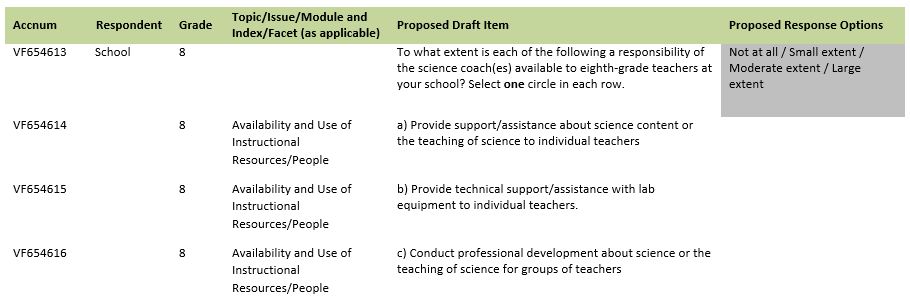 Accnum Respondent Grade Topic/Issue/Module and Index/Facet (as applicable) Proposed Draft Item Proposed Response Options
VF654613 School 8 To what extent is each of the following a responsibility of
the science coach(es) available to eighth-grade teachers at
your school? Select one circle in each row.
Not at all / Small extent /
Moderate extent / Large
extent
VF654614 8 Availability and Use of
Instructional
Resources/People
a) Provide support/assistance about science content or
the teaching of science to individual teachers
VF654615 8 Availability and Use of
Instructional
Resources/People
b) Provide technical support/assistance with lab
equipment to individual teachers.
VF654616 8 Availability and Use of
Instructional
Resources/People
c) Conduct professional development about science or the
teaching of science for groups of teachers